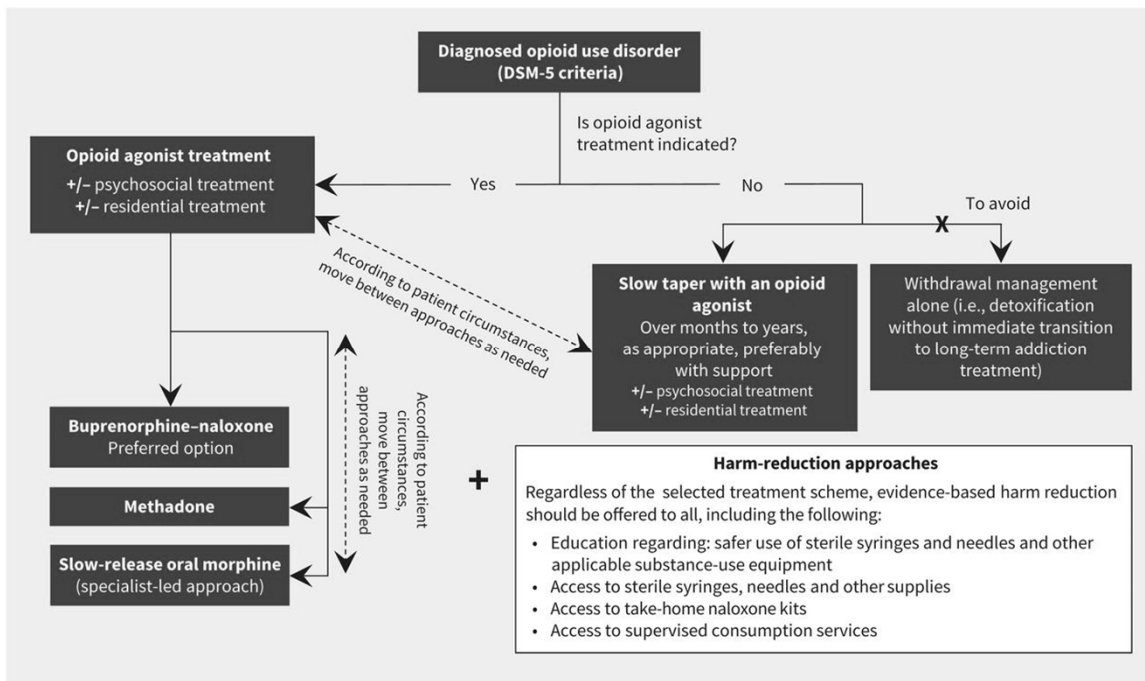 Diagnosed opioid use disorder
(DSM-5 criteria)
Is opioid agonist
treatment indicated?
Yes
No
Opioid agonist treatment
+/– psychosocial treatment
+/– residential treatment
To avoid
X
According to patient circumstances,
move between approaches as needed
Slow taper with an opioid
agonist
Over months to years,
as appropriate, preferably
with support
+/– psychosocial treatment
+/– residential treatment
Withdrawal management
alone (i.e., detoxification
without immediate transition
to long-term addiction
treatment)
According to patient
circumstances,
move between
approaches as needed
Buprenorphine–naloxone
Preferred option
Methadone
Slow-release oral morphine
(specialist-led approach)
+
Harm-reduction approaches
Regardless of the selected treatment scheme, evidence-based harm reduction
should be offered to all, including the following:
• Education regarding: safer use of sterile syringes and needles and other
applicable substance-use equipment
• Access to sterile syringes, needles and other supplies
• Access to take-home naloxone kits
• Access to supervised consumption services